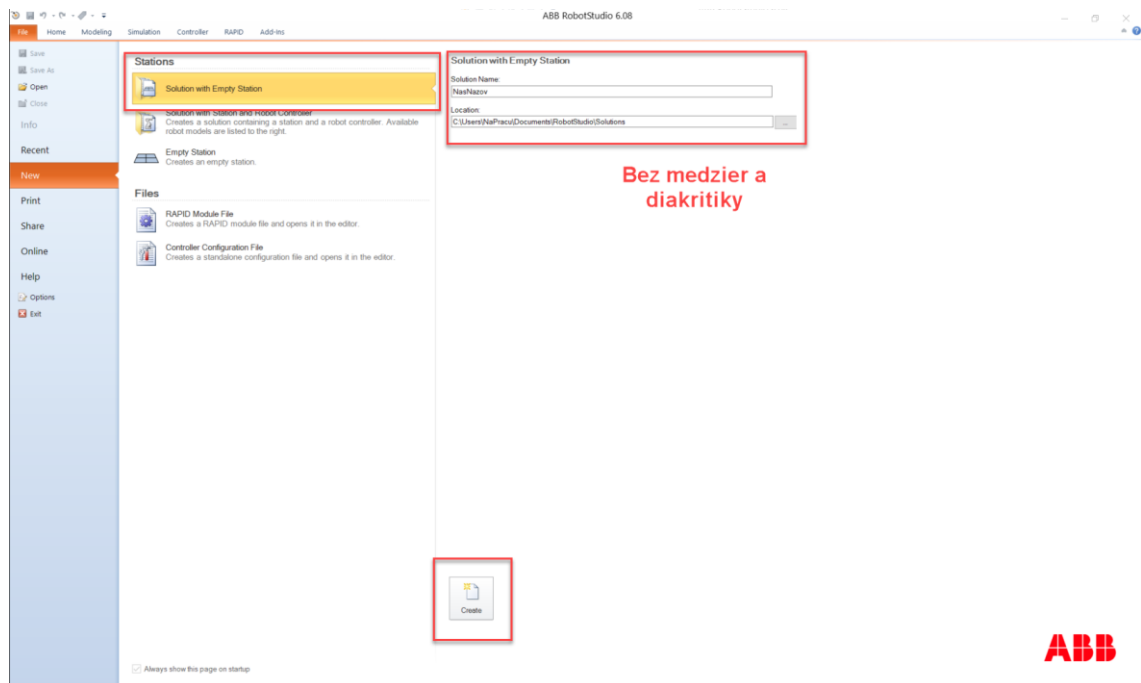 ABB RobotStudio 6.08
File Home Modeling Simulation Controller RAPID Add-Ins
Save
Save As
Open
Close
Info
Recent
New
Print
Share
Online
Help
Options
Exit
Stations
Solution with Empty Station
Solution with Station and Robot Controller
Creates a solution containing a station and a robot controller. Available
robot models are listed to the right.
Empty Station
Creates an empty station.
Files
RAPID Module File
Creates a RAPID module file and opens it in the editor.
Controller Configuration File
Creates a standalone configuration file and opens it in the editor.
Always show this page on startup
Solution with Empty Station
Solution Name:
NasNazov
Location:
C:\Users\NaPracu\Documents\RobotStudio\Solutions
...
Bez medzier a
diakritiky
Create
ABB